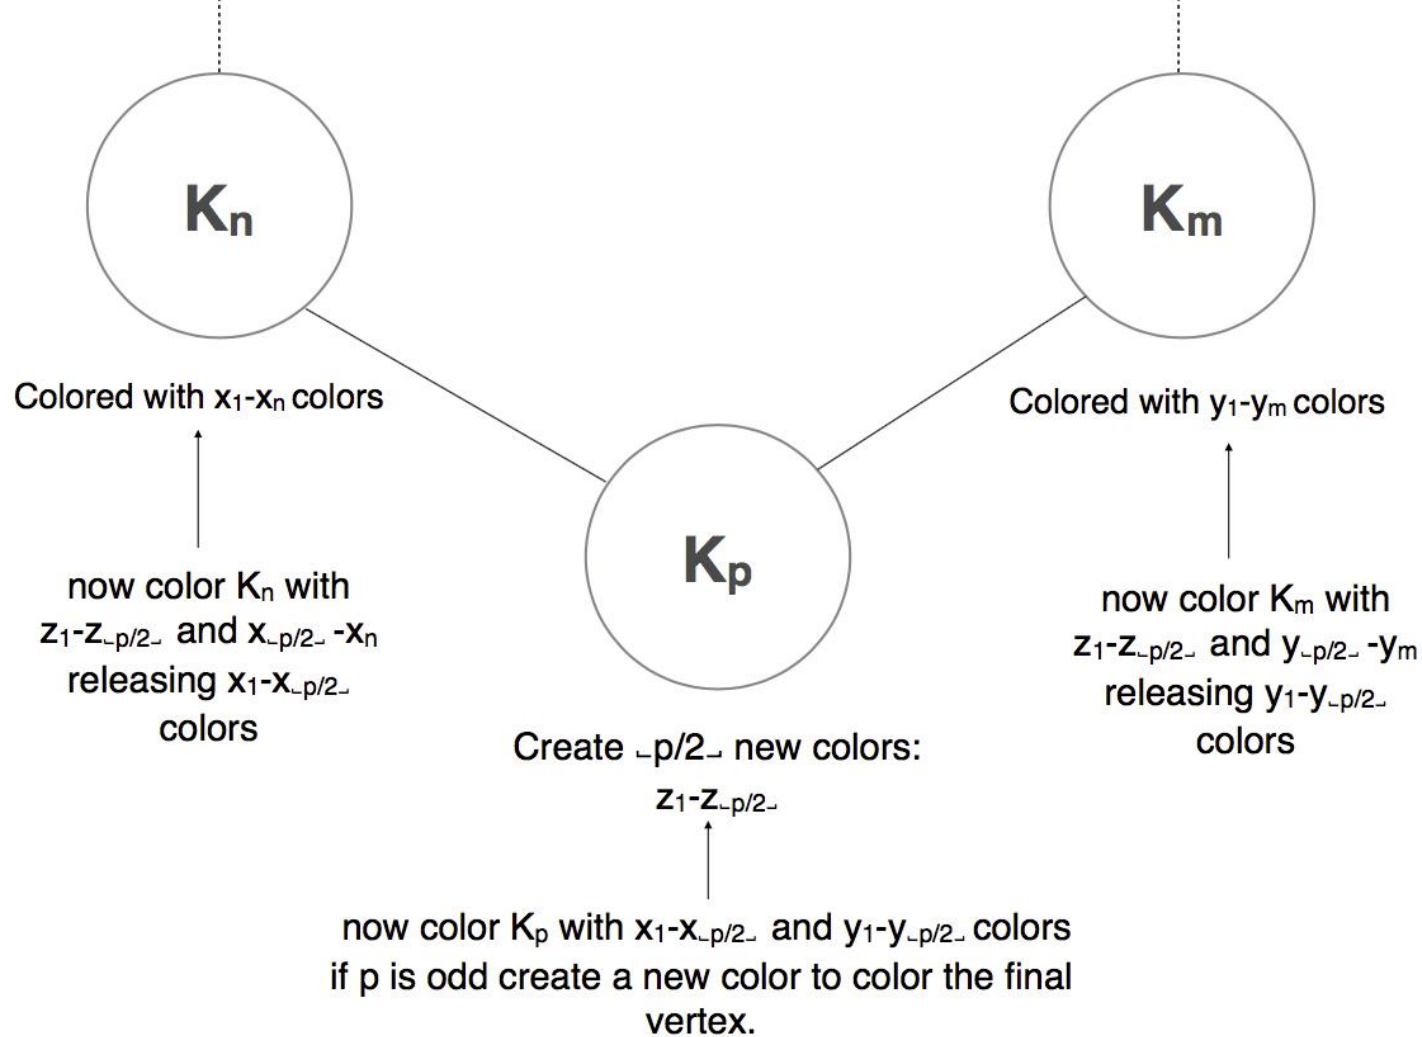 Kn
Km
Colored with x1-xn colors
Colored with y1-ym colors
Kp
now color Kn with
z1-z⌞p/2⌟ and x⌞p/2⌟ -xn
releasing x1-x⌞p/2⌟
colors
now color Km with
z1-z⌞p/2⌟ and y⌞p/2⌟ -ym
releasing y1-y⌞p/2⌟
colors
Create ⌞p/2⌟ new colors:
z1-z⌞p/2⌟
now color Kp with x1-x⌞p/2⌟ and y1-y⌞p/2⌟ colors
if p is odd create a new color to color the final
vertex.